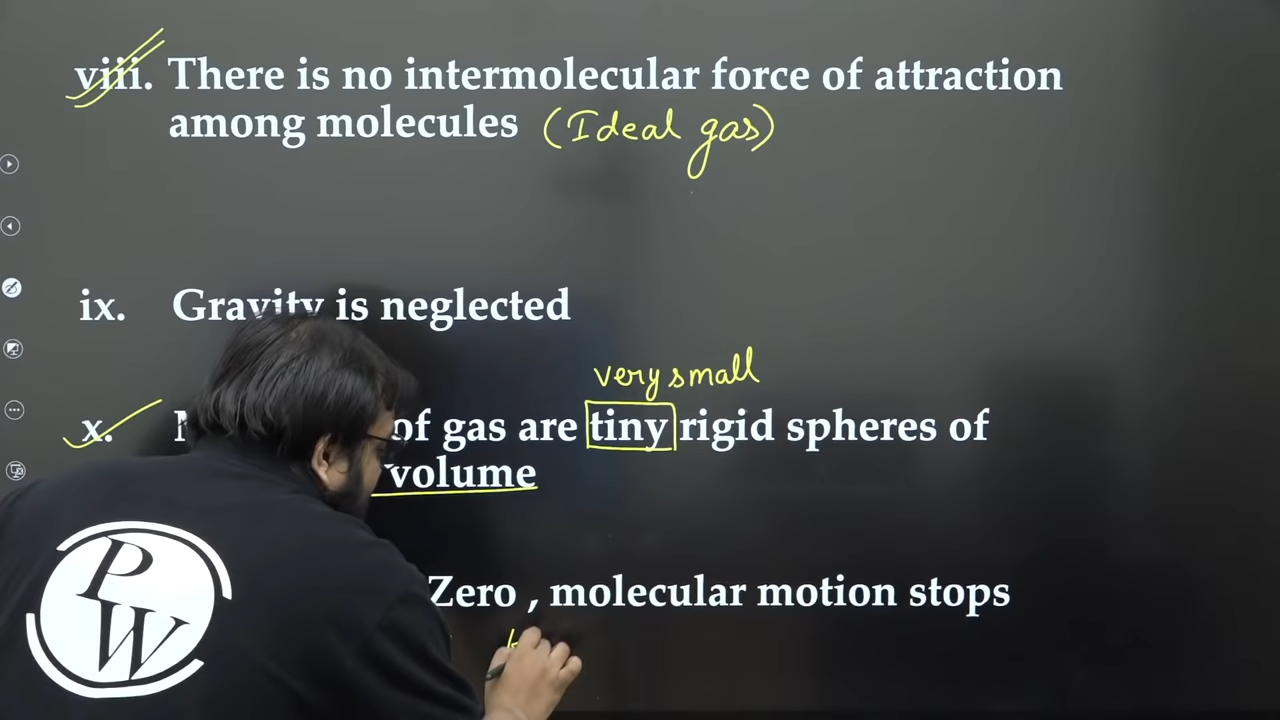 viii. There is no intermolecular force of attraction
among molecules (Ideal gas)
ix. Gravity is neglected
very small
x. of gas are tiny rigid spheres of
volume
Zero , molecular motion stops
PW